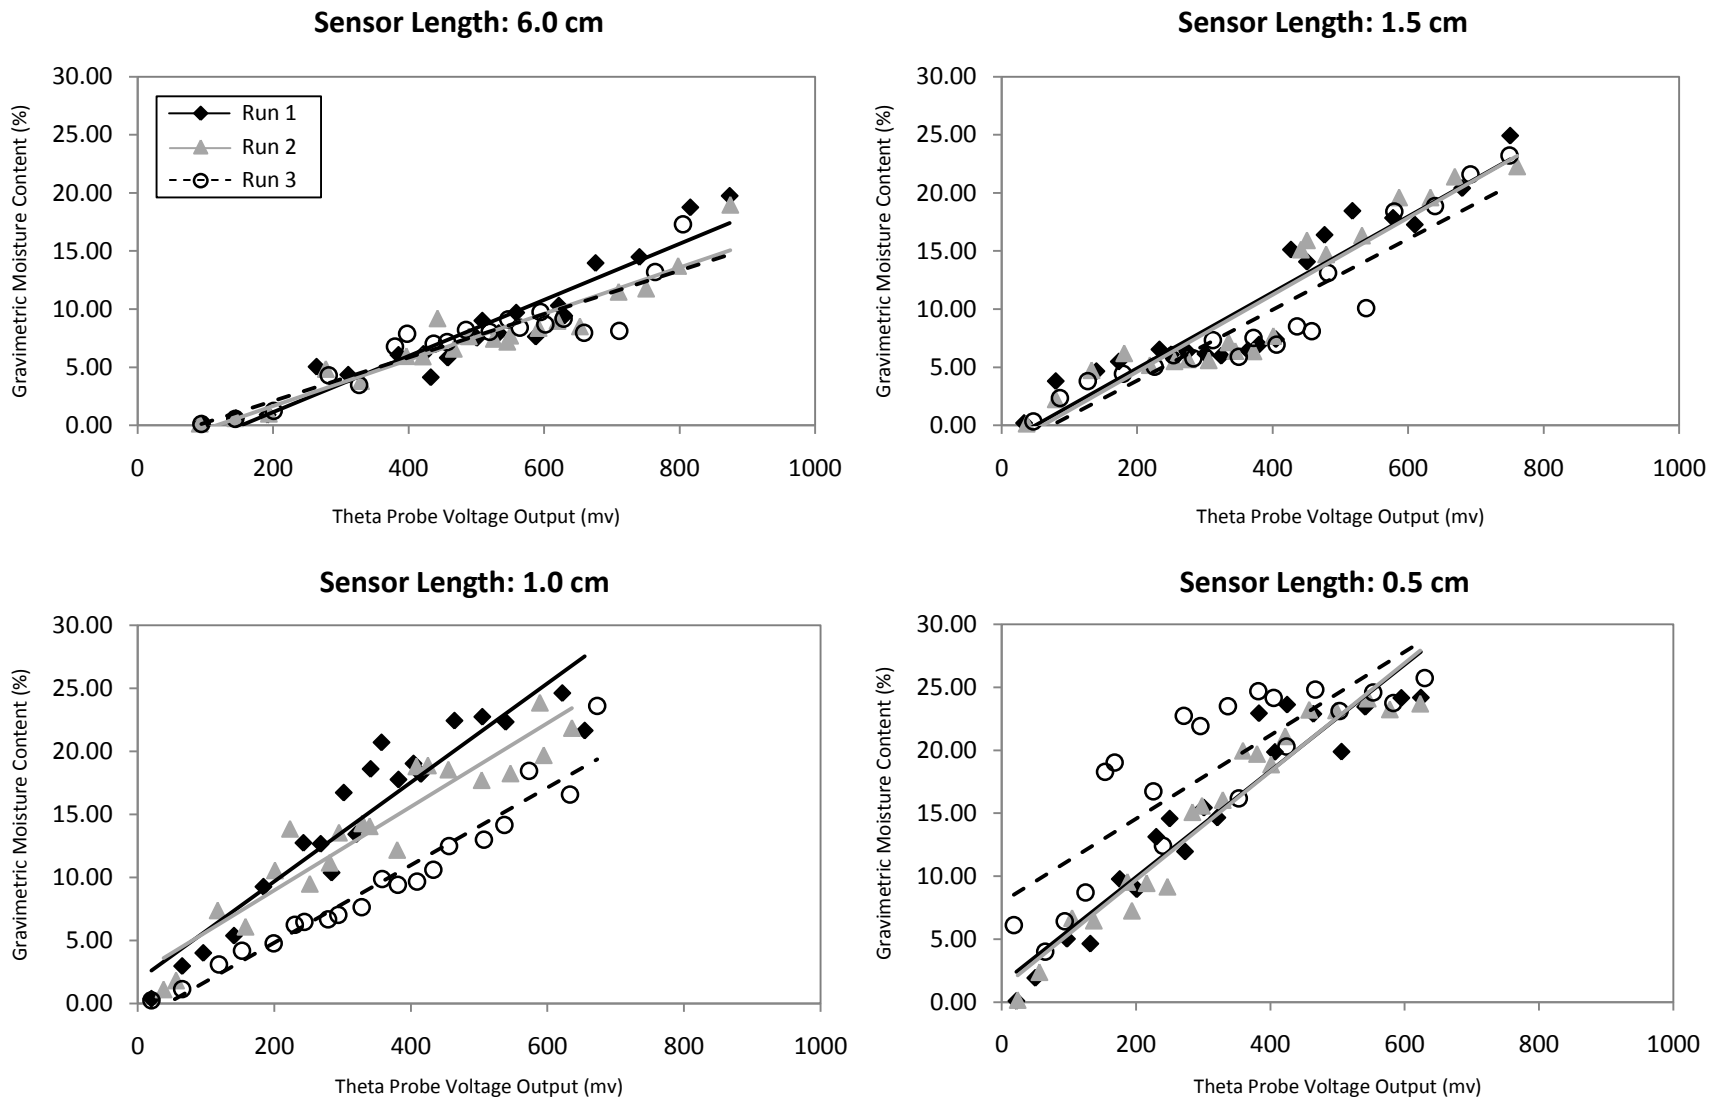 Sensor Length: 6.0 cm
30.00
25.00
20.00
15.00
10.00
5.00
0.00
0 200 400 600 800 1000
Gravimetric Moisture Content (%)
Theta Probe Voltage Output (mv)
Run 1
Run 2
Run 3
Sensor Length: 1.5 cm
30.00
25.00
20.00
15.00
10.00
5.00
0.00
0 200 400 600 800 1000
Gravimetric Moisture Content (%)
Theta Probe Voltage Output (mv)
Sensor Length: 1.0 cm
30.00
25.00
20.00
15.00
10.00
5.00
0.00
0 200 400 600 800 1000
Gravimetric Moisture Content (%)
Theta Probe Voltage Output (mv)
Sensor Length: 0.5 cm
30.00
25.00
20.00
15.00
10.00
5.00
0.00
0 200 400 600 800 1000
Gravimetric Moisture Content (%)
Theta Probe Voltage Output (mv)